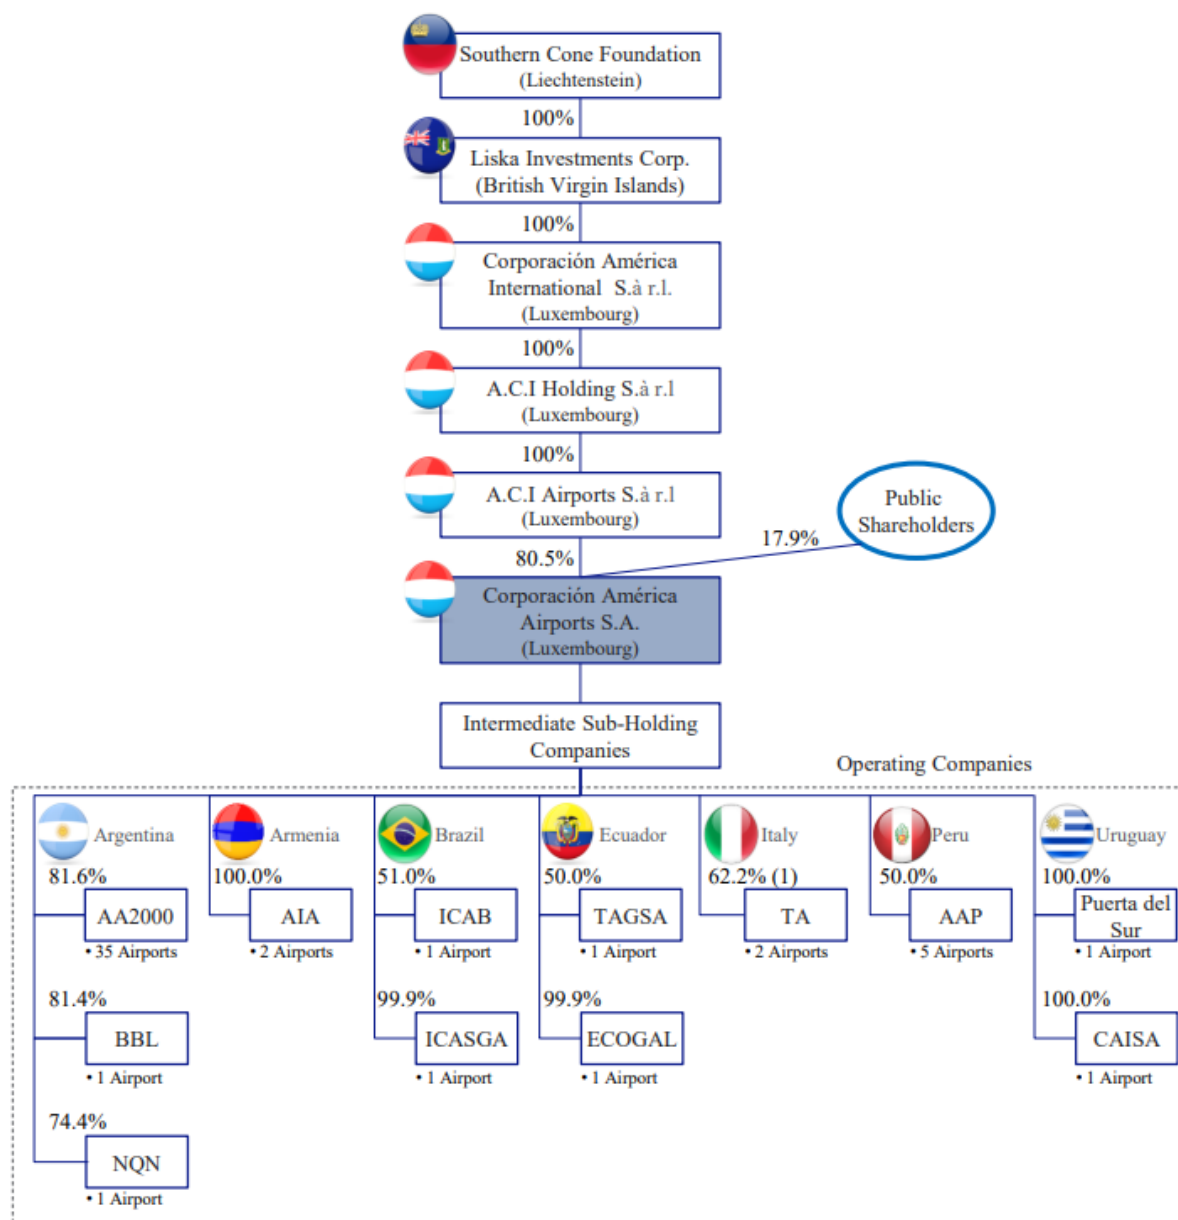 Southern Cone Foundation
(Liechtenstein)
100%
Liska Investments Corp.
(British Virgin Islands)
100%
Corporación América
International S.à r.l.
(Luxembourg)
100%
A.C.I Holding S.à r.l
(Luxembourg)
100%
A.C.I Airports S.à r.l
(Luxembourg)
Public
Shareholders
17.9%
80.5%
Corporación América
Airports S.A.
(Luxembourg)
Intermediate Sub-Holding
Companies
Operating Companies
Argentina
81.6%
AA2000
• 35 Airports
81.4%
BBL
• 1 Airport
74.4%
NQN
• 1 Airport
Armenia
100.0%
AIA
• 2 Airports
Brazil
51.0%
ICAB
• 1 Airport
99.9%
ICASGA
• 1 Airport
Ecuador
50.0%
TAGSA
• 1 Airport
99.9%
ECOGAL
• 1 Airport
Italy
62.2% (1)
TA
• 2 Airports
Peru
50.0%
AAP
• 5 Airports
Uruguay
100.0%
Puerta del
Sur
• 1 Airport
100.0%
CAISA
• 1 Airport